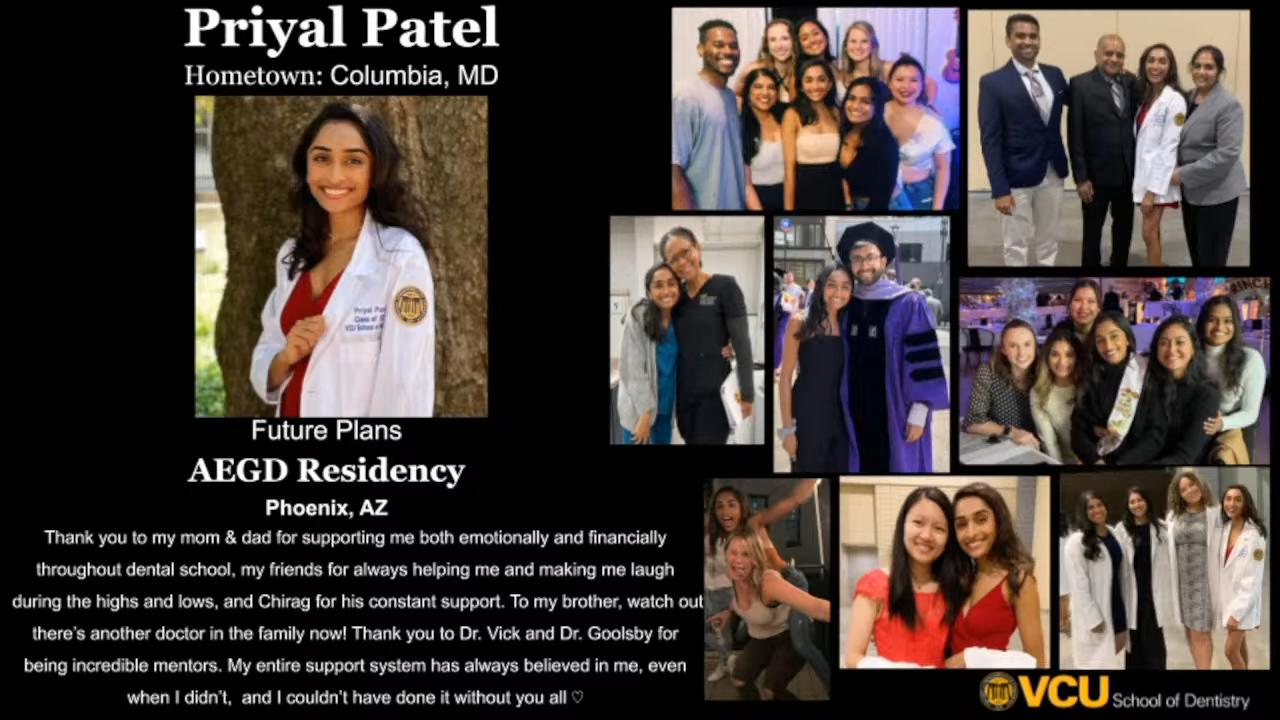 Priyal Patel
Hometown: Columbia, MD
Future Plans
AEGD Residency
Phoenix, AZ
Thank you to my mom & dad for supporting me both emotionally and financially
throughout dental school, my friends for always helping me and making me laugh
during the highs and lows, and Chirag for his constant support. To my brother, watch out
there's another doctor in the family now! Thank you to Dr. Vick and Dr. Goolsby for
being incredible mentors. My entire support system has always believed in me, even
when I didn't, and I couldn't have done it without you all ♡
VCU School of Dentistry